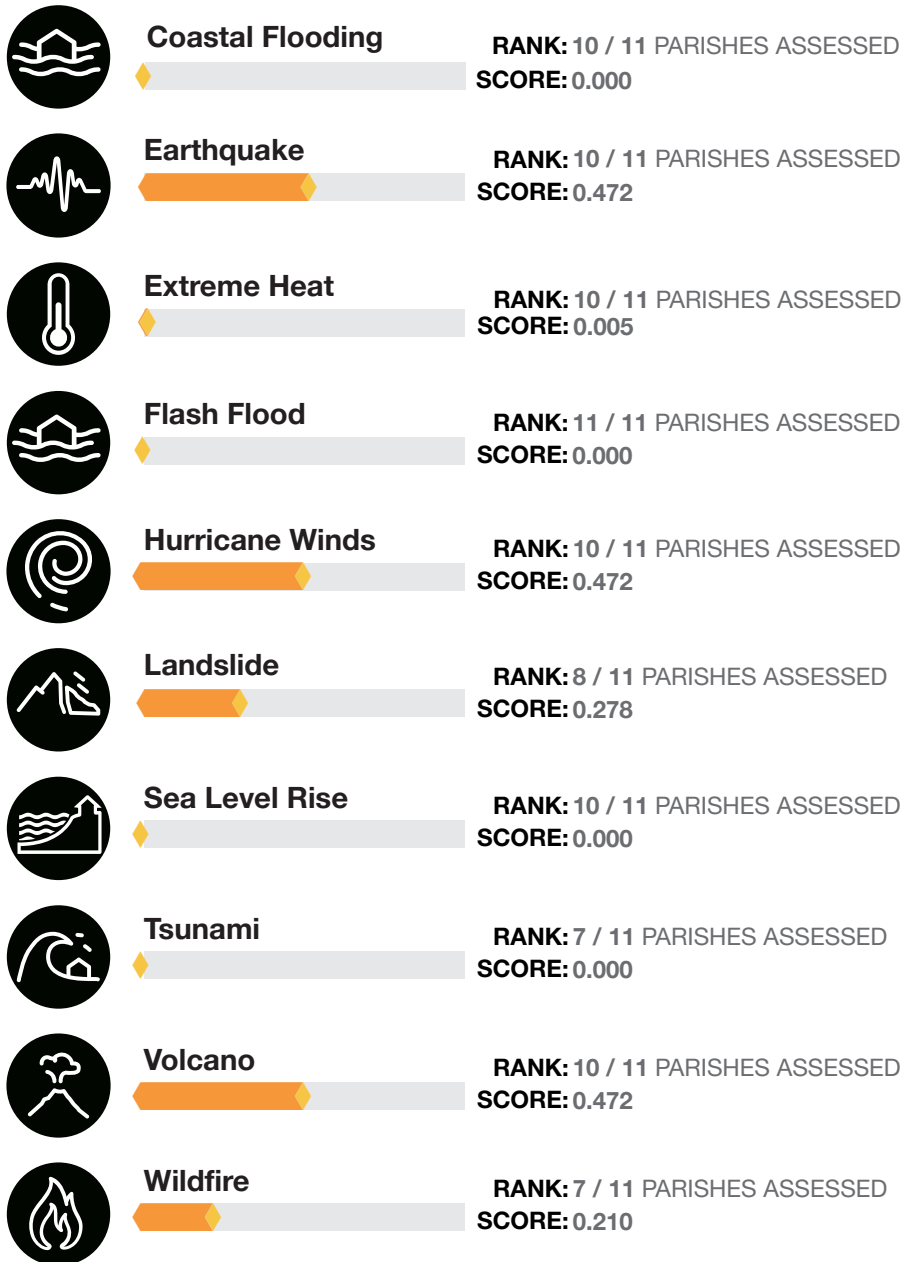 Coastal Flooding
RANK: 10 / 11 PARISHES ASSESSED
SCORE: 0.000
Earthquake
RANK: 10 / 11 PARISHES ASSESSED
SCORE: 0.472
Extreme Heat
RANK: 10 / 11 PARISHES ASSESSED
SCORE: 0.005
Flash Flood
RANK: 11 / 11 PARISHES ASSESSED
SCORE: 0.000
Hurricane Winds
RANK: 10 / 11 PARISHES ASSESSED
SCORE: 0.472
Landslide
RANK: 8 / 11 PARISHES ASSESSED
SCORE: 0.278
Sea Level Rise
RANK: 10 / 11 PARISHES ASSESSED
SCORE: 0.000
Tsunami
RANK: 7 / 11 PARISHES ASSESSED
SCORE: 0.000
Volcano
RANK: 10 / 11 PARISHES ASSESSED
SCORE: 0.472
Wildfire
RANK: 7 / 11 PARISHES ASSESSED
SCORE: 0.210